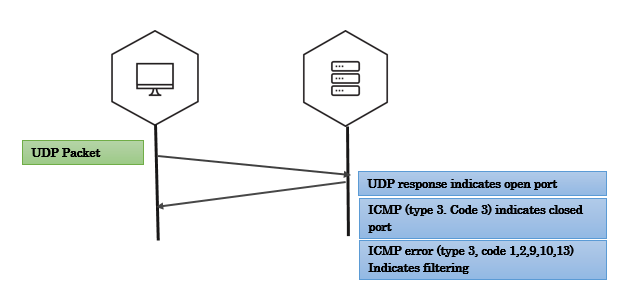 UDP Packet
UDP response indicates open port
ICMP (type 3. Code 3) indicates closed
port
ICMP error (type 3, code 1,2,9,10,13)
Indicates filtering